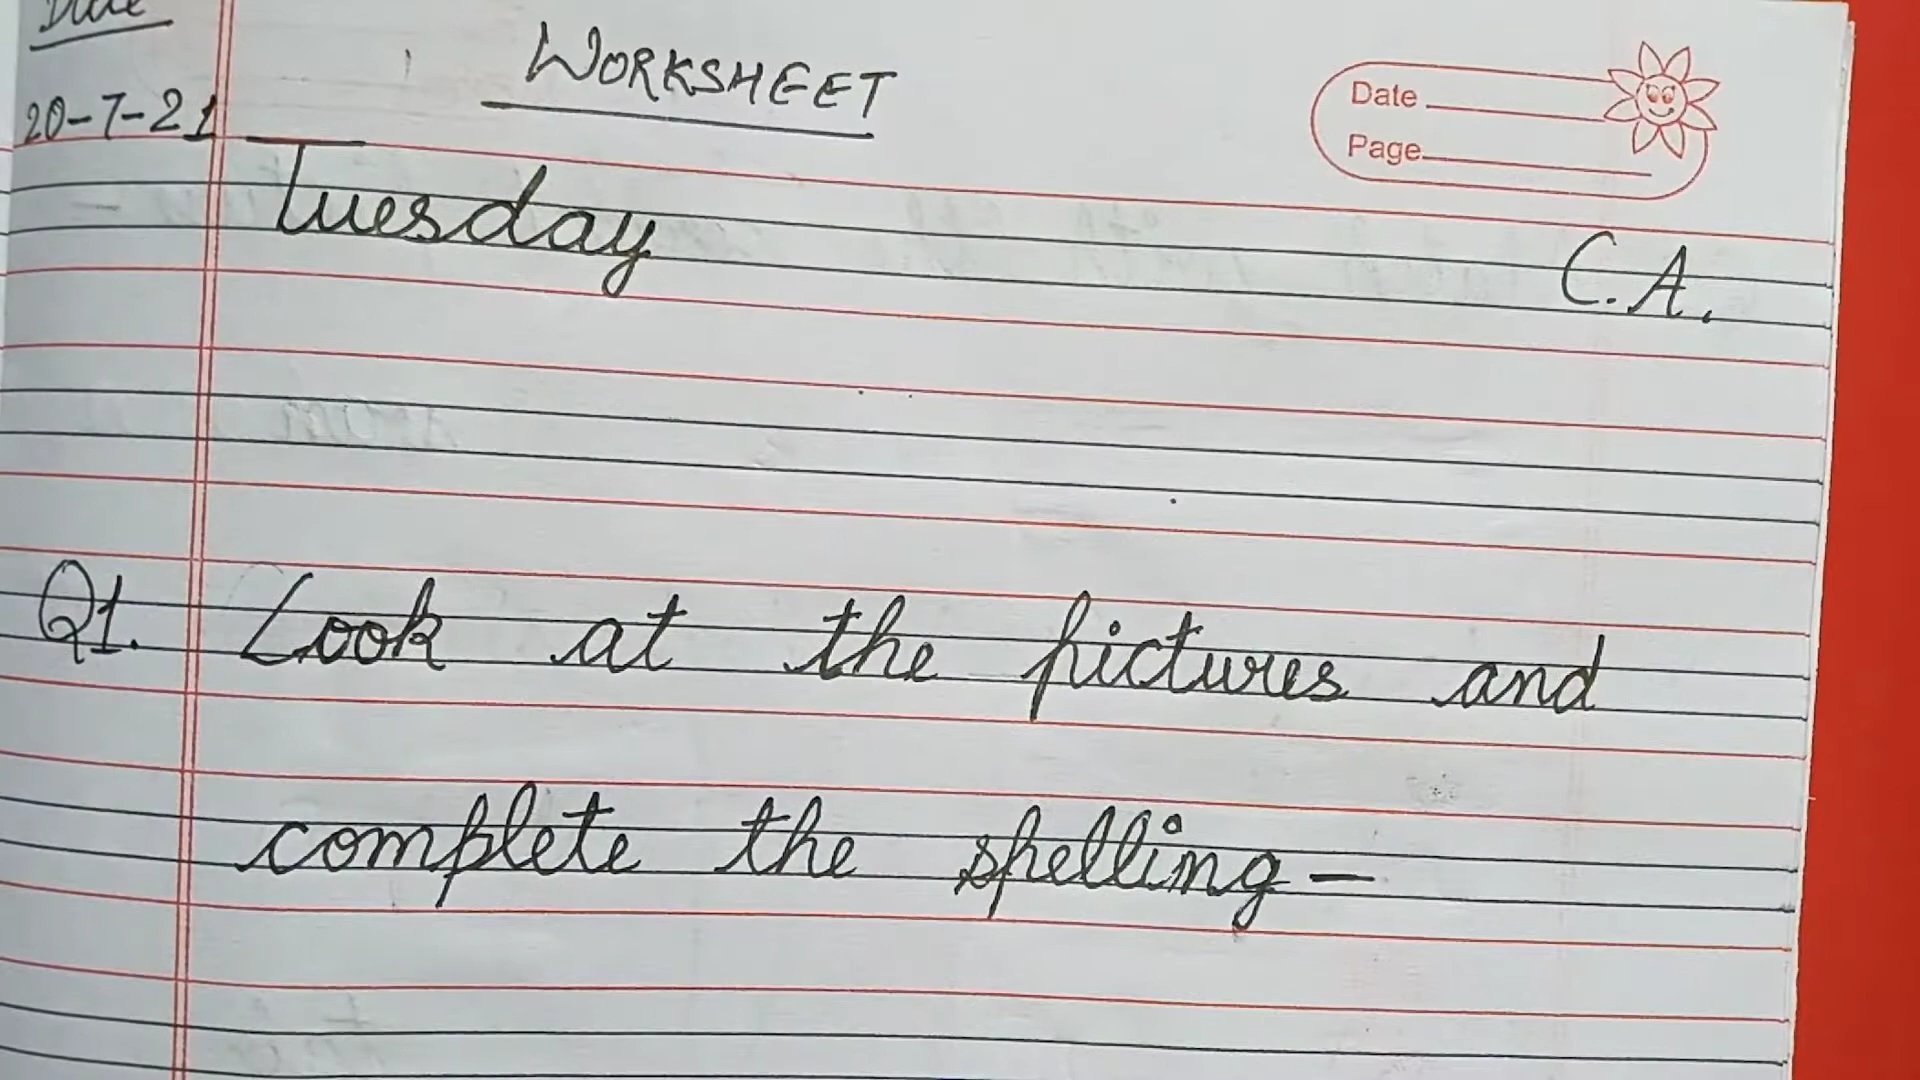 Date
WORKSHEET
Date
20-7-21
Page
Tuesday
C.A.
Q1. Look at the pictures and
complete the spelling –